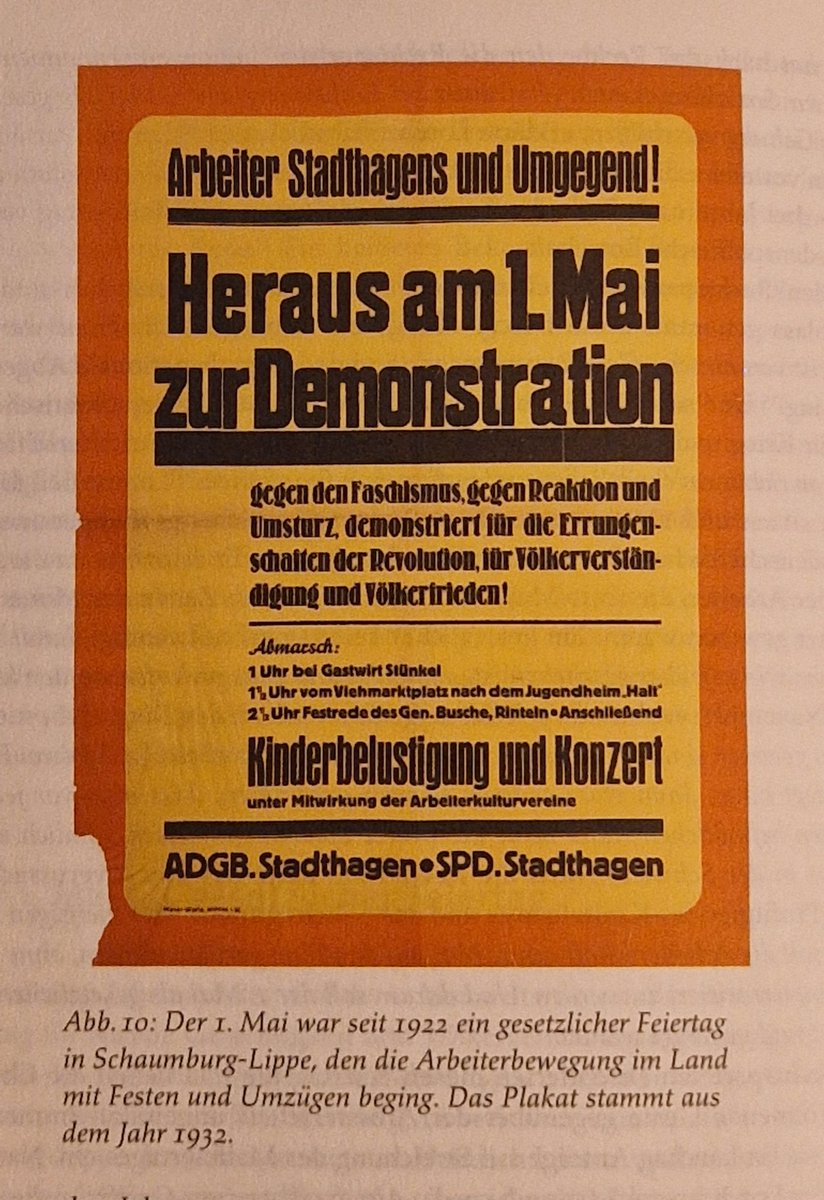 Arbeiter Stadthagens und Umgegend!
Heraus am 1. Mai
zur Demonstration
gegen den Faschismus, gegen Reaktion und
Umsturz, demonstriert für die Errungen-
schaften der Revolution, für Völkerverstän-
digung und Völkerfrieden!
Abmarsch:
1 Uhr bei Gastwirt Stünkel
1½ Uhr vom Viehmarktplatz nach dem Jugendheim „Halt"
2½ Uhr Festrede des Gen. Busche, Rinteln • Anschließend
Kinderbelustigung und Konzert
unter Mitwirkung der Arbeiterkulturvereine
ADGB. Stadthagen • SPD. Stadthagen
Abb. 10: Der 1. Mai war seit 1922 ein gesetzlicher Feiertag
in Schaumburg-Lippe, den die Arbeiterbewegung im Land
mit Festen und Umzügen beging. Das Plakat stammt aus
dem Jahr 1932.